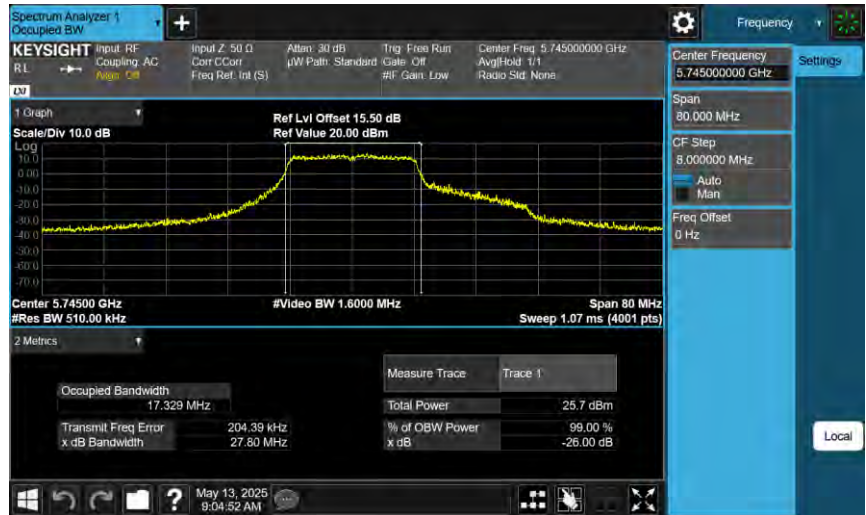 Spectrum Analyzer 1
Occupied BW
+
Frequency
KEYSIGHT
RL
LXI
Input: RF
Coupling: AC
Align: Off
Input Z: 50 Ω
Corr CCorr
Freq Ref: Int (S)
Atten: 30 dB
µW Path: Standard
Trig: Free Run
Gate: Off
#IF Gain: Low
Center Freq: 5.745000000 GHz
Avg|Hold: 1/1
Radio Std: None
1 Graph
Scale/Div 10.0 dB
Ref Lvl Offset 15.50 dB
Ref Value 20.00 dBm
Log
10.0
0.00
-10.0
-20.0
-30.0
-40.0
-50.0
-60.0
-70.0
Center 5.74500 GHz
#Res BW 510.00 kHz
#Video BW 1.6000 MHz
Span 80 MHz
Sweep 1.07 ms (4001 pts)
2 Metrics
Occupied Bandwidth
17.329 MHz
Transmit Freq Error 204.39 kHz
x dB Bandwidth 27.80 MHz
Measure Trace Trace 1
Total Power 25.7 dBm
% of OBW Power 99.00 %
x dB -26.00 dB
Center Frequency
5.745000000 GHz
Span
80.000 MHz
CF Step
8.000000 MHz
Auto
Man
Freq Offset
0 Hz
Settings
Local
?
May 13, 2025
9:04:52 AM